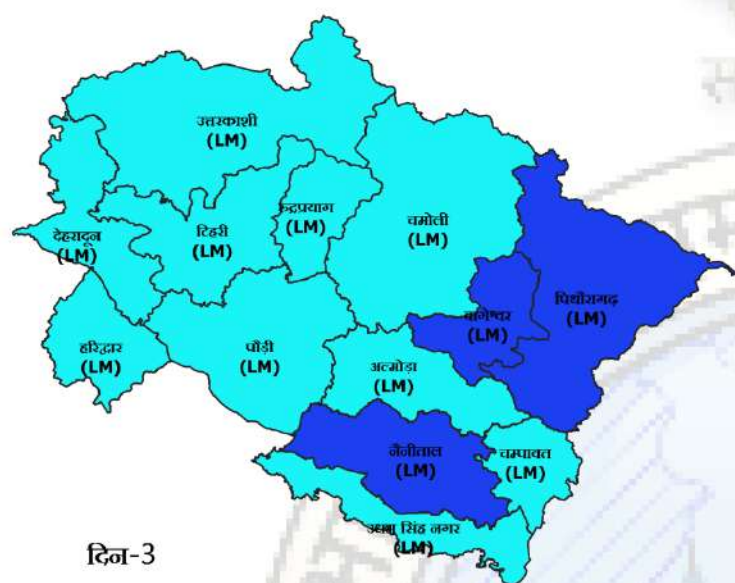 उत्तरकाशी
(LM)
रुद्रप्रयाग
(LM)
चमोली
(LM)
टिहरी
(LM)
देहरादून
(LM)
पिथौरागढ़
(LM)
बागेश्वर
(LM)
हरिद्वार
(LM)
पौड़ी
(LM)
अल्मोड़ा
(LM)
नैनीताल
(LM)
चम्पावत
(LM)
सिंह नगर
(LM)
दिन-3